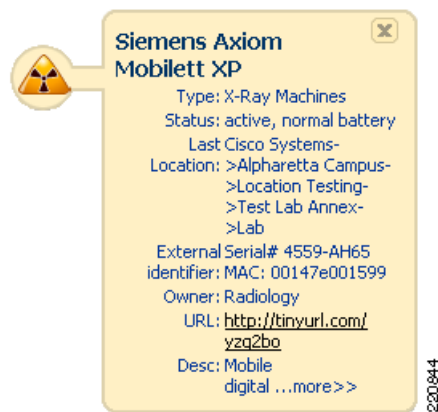 Siemens Axiom
Mobilett XP
Type: X-Ray Machines
Status: active, normal battery
Last Cisco Systems-
Location: >Alpharetta Campus-
>Location Testing-
>Test Lab Annex-
>Lab
External Serial# 4559-AH65
identifier: MAC: 00147e001599
Owner: Radiology
URL: http://tinyurl.com/
yzq2bo
Desc: Mobile
digital ...more>>
220844